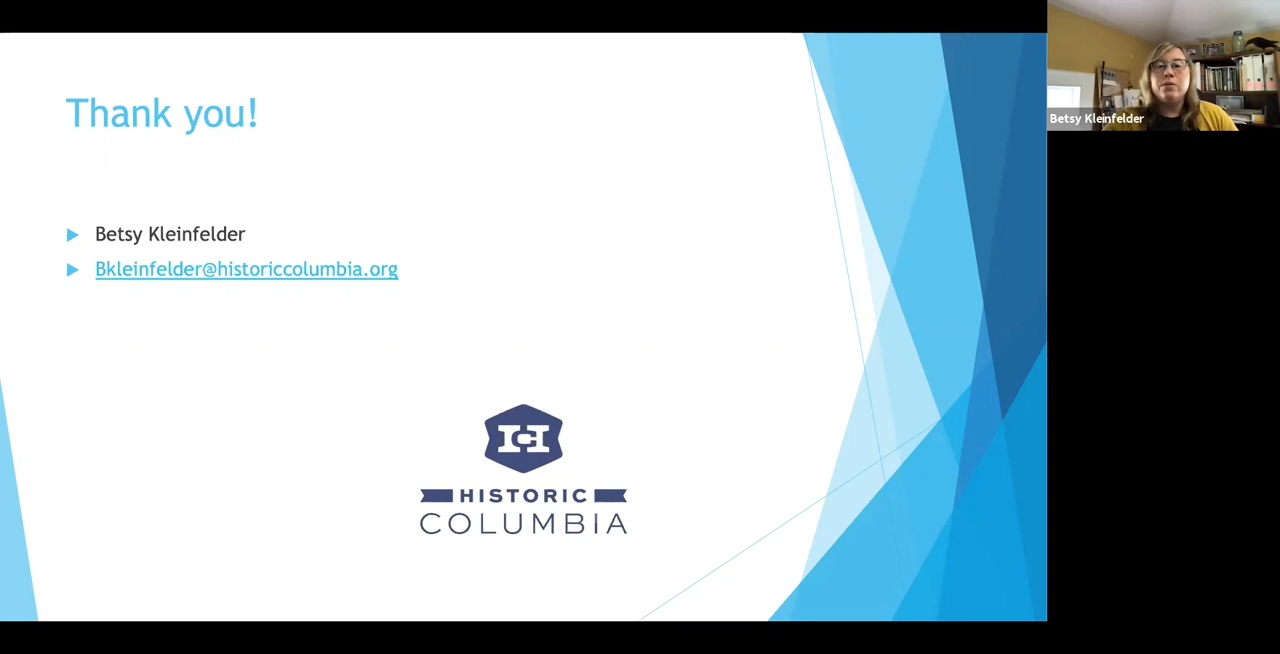 Thank you!
Betsy Kleinfelder
Bkleinfelder@historiccolumbia.org
HC
HISTORIC
COLUMBIA
Betsy Kleinfelder